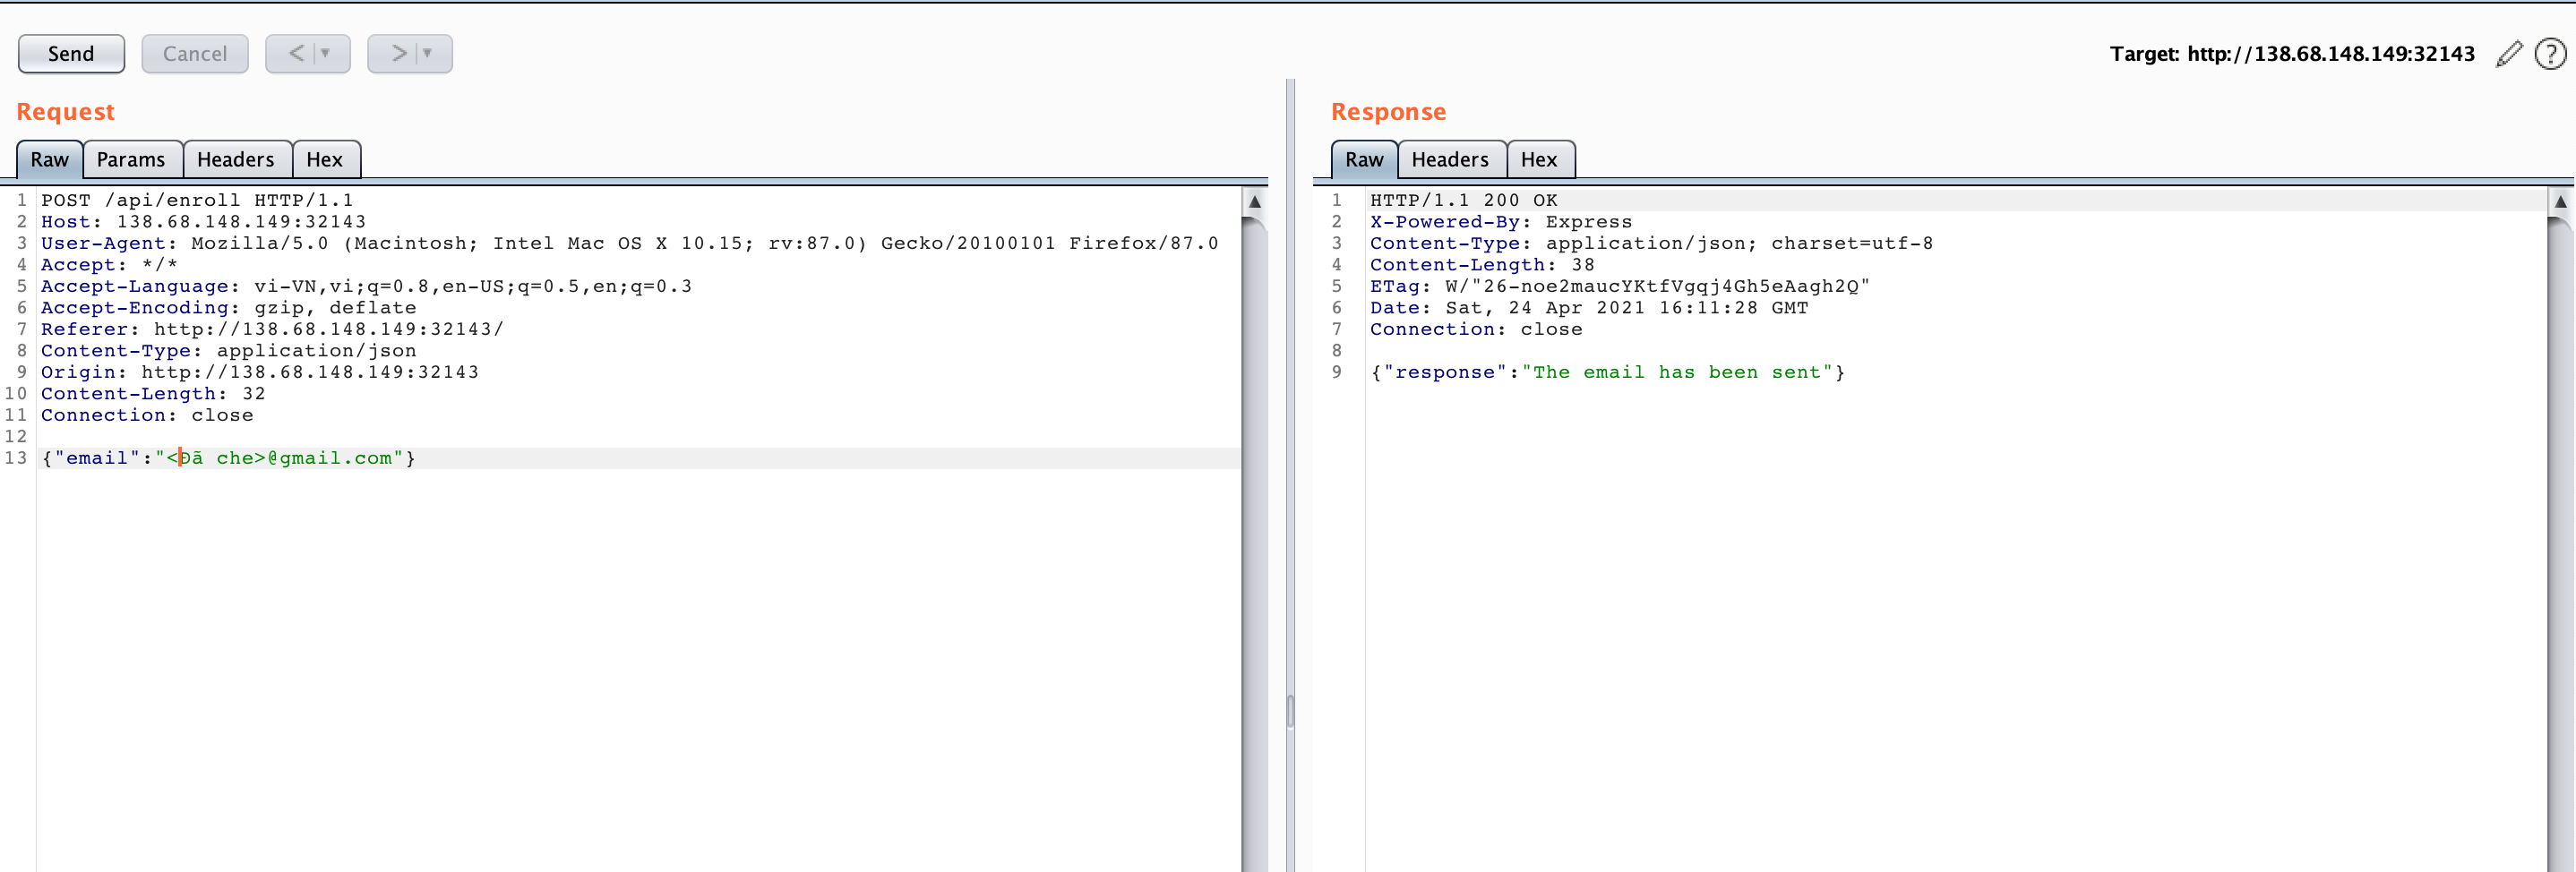 Send Cancel < > Target: http://138.68.148.149:32143
Request
Raw Params Headers Hex
1 POST /api/enroll HTTP/1.1
2 Host: 138.68.148.149:32143
3 User-Agent: Mozilla/5.0 (Macintosh; Intel Mac OS X 10.15; rv:87.0) Gecko/20100101 Firefox/87.0
4 Accept: */*
5 Accept-Language: vi-VN,vi;q=0.8,en-US;q=0.5,en;q=0.3
6 Accept-Encoding: gzip, deflate
7 Referer: http://138.68.148.149:32143/
8 Content-Type: application/json
9 Origin: http://138.68.148.149:32143
10 Content-Length: 32
11 Connection: close
12
13 {"email":"<Đã che>@gmail.com"}
Response
Raw Headers Hex
1 HTTP/1.1 200 OK
2 X-Powered-By: Express
3 Content-Type: application/json; charset=utf-8
4 Content-Length: 38
5 ETag: W/"26-noe2maucYKtfVgqj4Gh5eAagh2Q"
6 Date: Sat, 24 Apr 2021 16:11:28 GMT
7 Connection: close
8
9 {"response":"The email has been sent"}